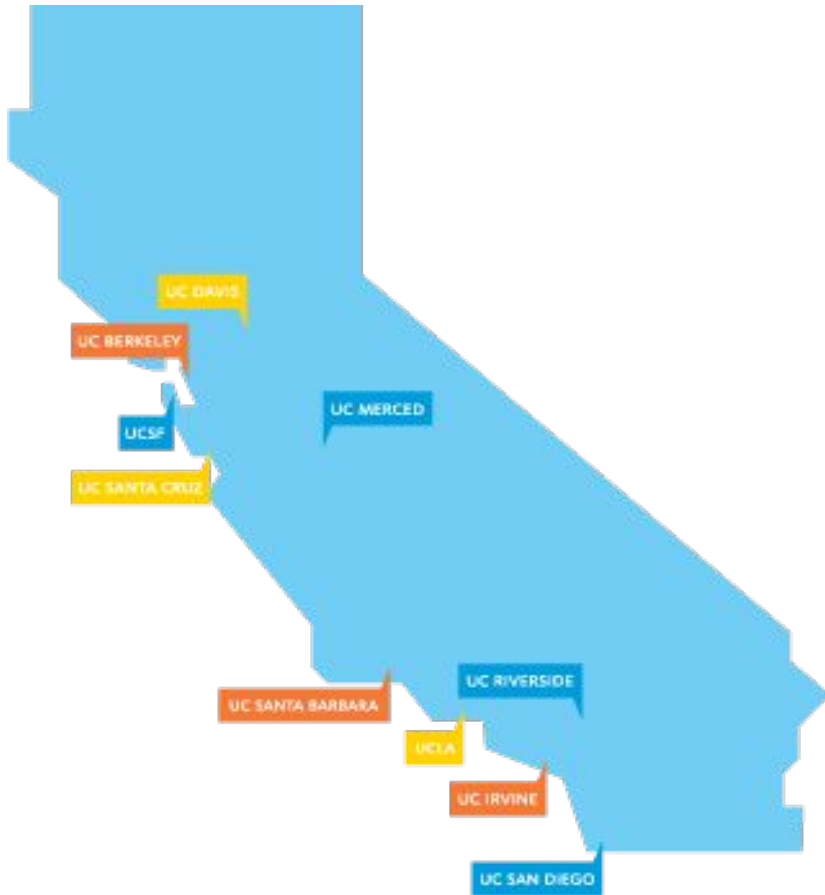 UC DAVIS
UC BERKELEY
UC MERCED
UCSF
UC SANTA CRUZ
UC RIVERSIDE
UC SANTA BARBARA
UCLA
UC IRVINE
UC SAN DIEGO